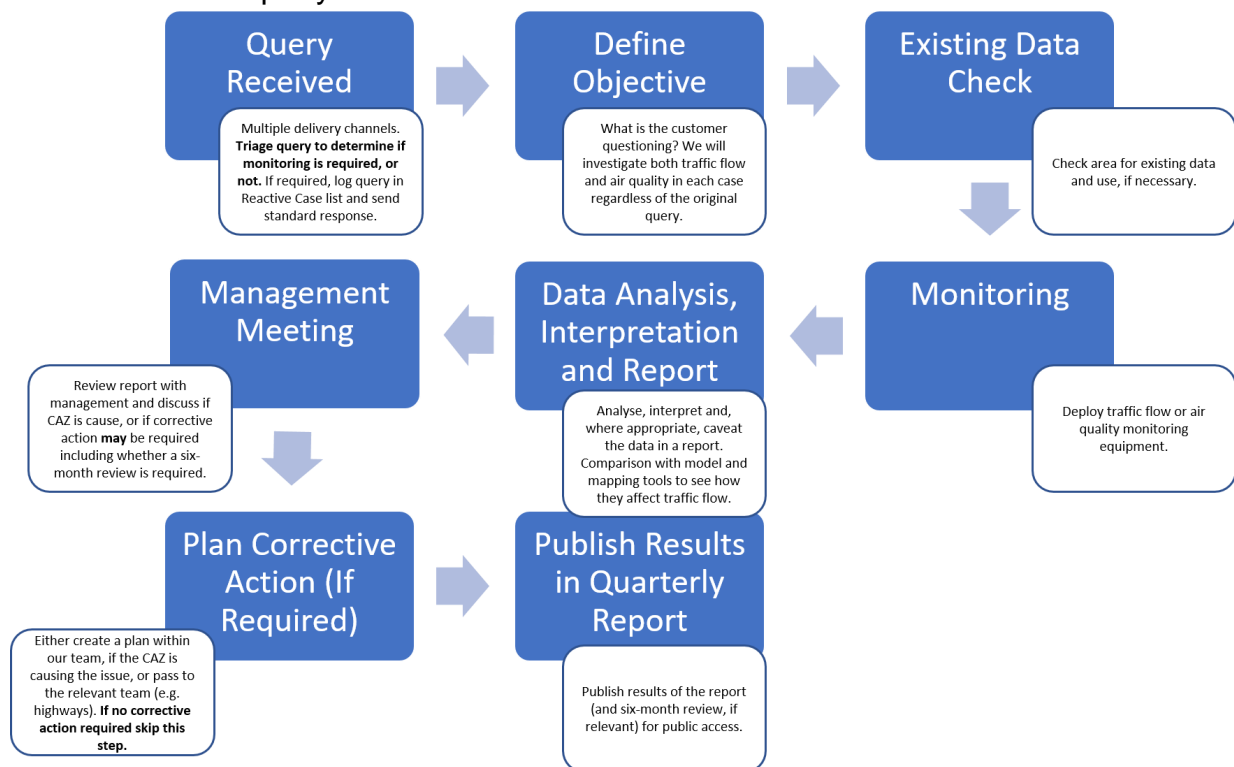 Query
Received
Multiple delivery channels.
Triage query to determine if
monitoring is required, or
not. If required, log query in
Reactive Case list and send
standard response.
Define
Objective
What is the customer
questioning? We will
investigate both traffic flow
and air quality in each case
regardless of the original
query.
Existing Data
Check
Check area for existing data
and use, if necessary.
Monitoring
Deploy traffic flow or air
quality monitoring
equipment.
Data Analysis,
Interpretation
and Report
Analyse, interpret and,
where appropriate, caveat
the data in a report.
Comparison with model and
mapping tools to see how
they affect traffic flow.
Management
Meeting
Review report with
management and discuss if
CAZ is cause, or if corrective
action may be required
including whether a six-
month review is required.
Plan Corrective
Action (If
Required)
Either create a plan within
our team, if the CAZ is
causing the issue, or pass to
the relevant team (e.g.
highways). If no corrective
action required skip this
step.
Publish Results
in Quarterly
Report
Publish results of the report
(and six-month review, if
relevant) for public access.